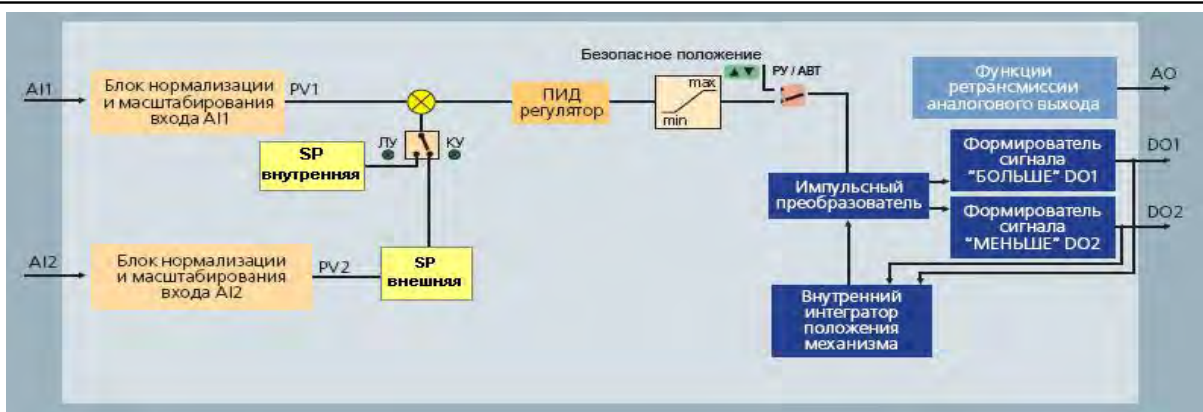 Безопасное положение
РУ / АВТ
AI1
Блок нормализации
и масштабирования
входа AI1
PV1
ПИД
регулятор
max
min
Функции
ретрансмиссии
аналогового выхода
AO
ЛУ
КУ
SP
внутренняя
Импульсный
преобразователь
Формирователь
сигнала
"БОЛЬШЕ" DO1
DO1
Формирователь
сигнала
"МЕНЬШЕ" DO2
DO2
AI2
Блок нормализации
и масштабирования
входа AI2
PV2
SP
внешная
Внутренний
интегратор
положения
механизма